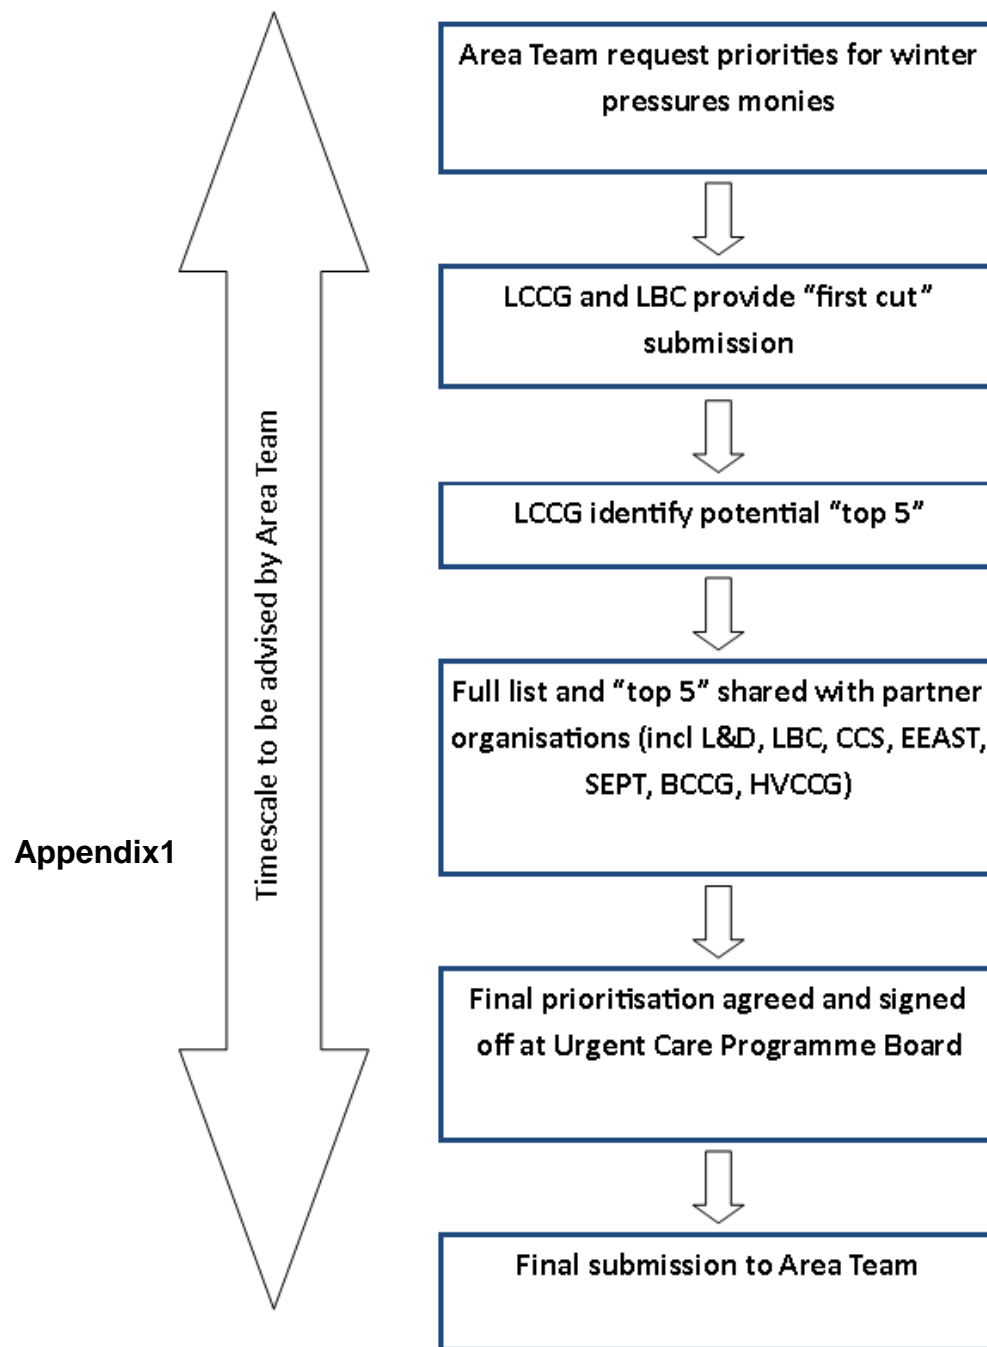 Area Team request priorities for winter
pressures monies
LCCG and LBC provide “first cut”
submission
LCCG identify potential “top 5”
Full list and “top 5” shared with partner
organisations (incl L&D, LBC, CCS, EEAST,
SEPT, BCCG, HVCCG)
Final prioritisation agreed and signed
off at Urgent Care Programme Board
Final submission to Area Team
Timescale to be advised by Area Team
Appendix1